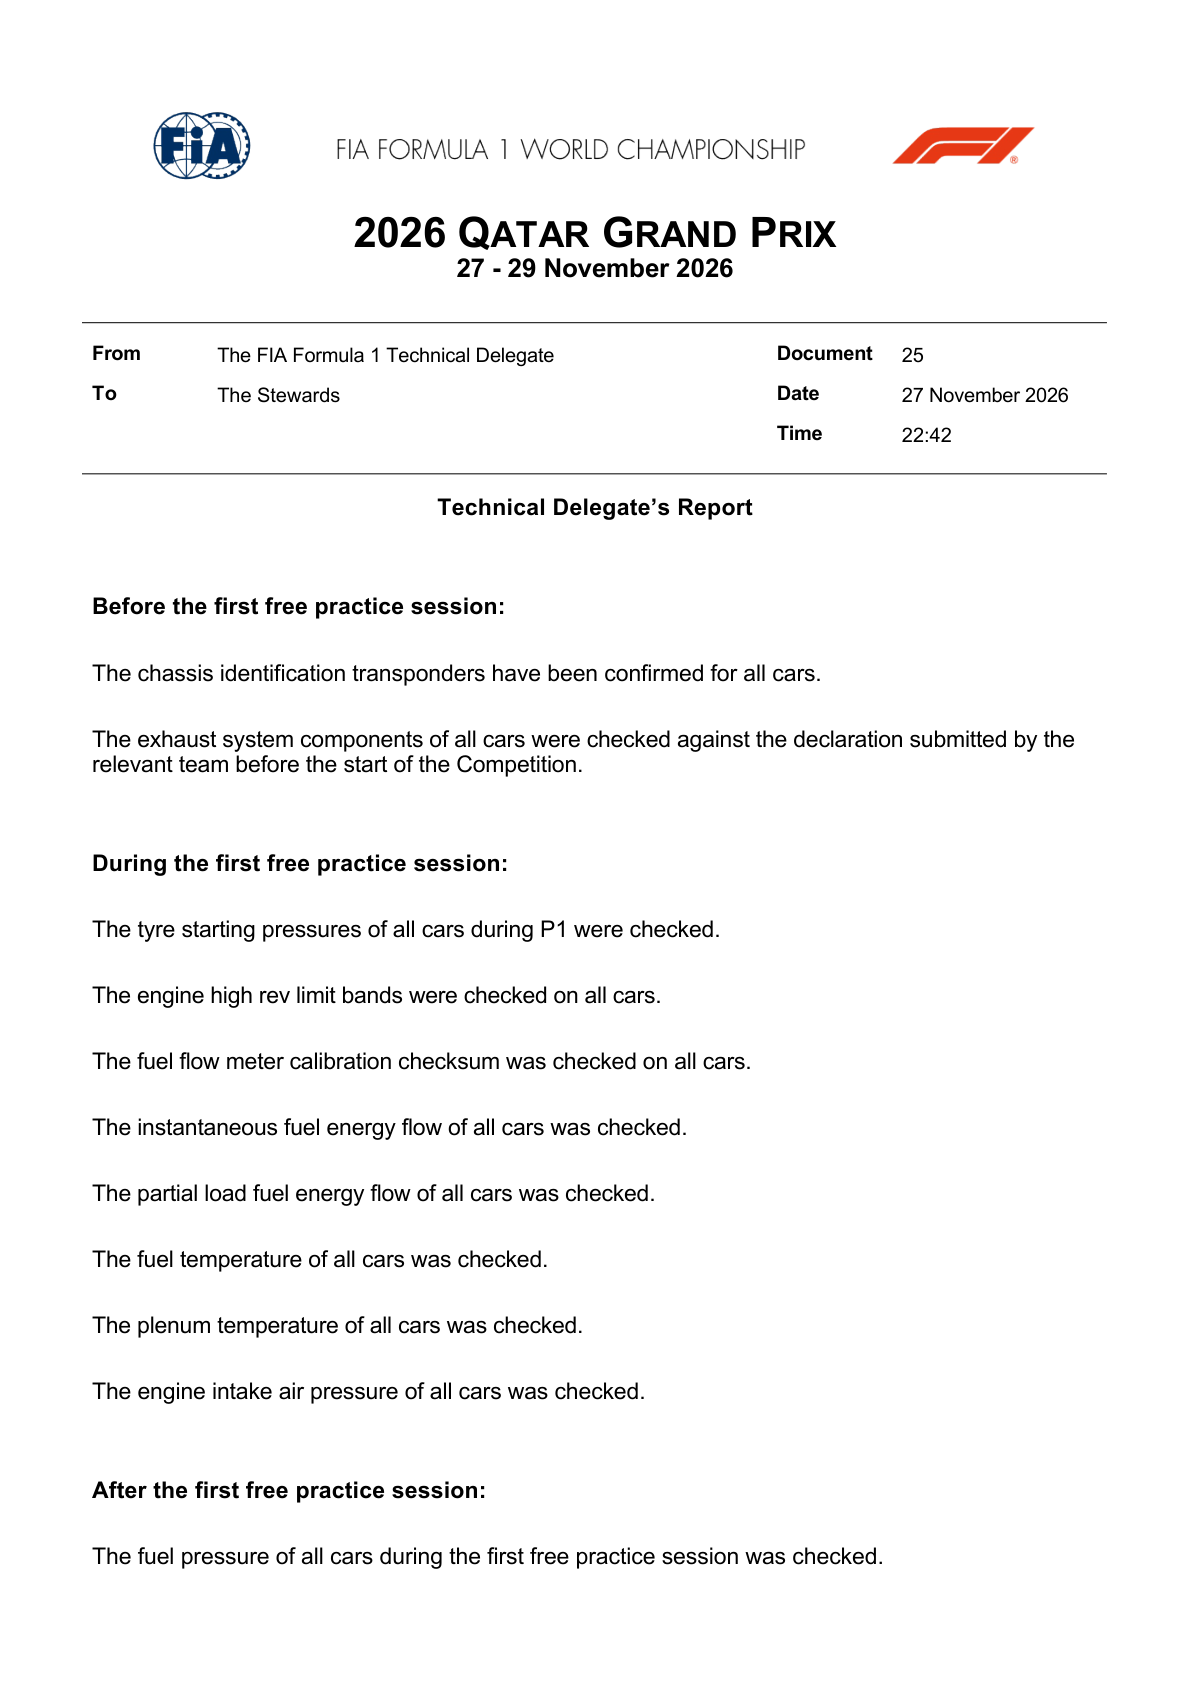 FIA
FIA FORMULA 1 WORLD CHAMPIONSHIP
F1®
2026 QATAR GRAND PRIX
27 - 29 November 2026
From The FIA Formula 1 Technical Delegate Document 25
To The Stewards Date 27 November 2026
Time 22:42
Technical Delegate’s Report
Before the first free practice session:
The chassis identification transponders have been confirmed for all cars.
The exhaust system components of all cars were checked against the declaration submitted by the
relevant team before the start of the Competition.
During the first free practice session:
The tyre starting pressures of all cars during P1 were checked.
The engine high rev limit bands were checked on all cars.
The fuel flow meter calibration checksum was checked on all cars.
The instantaneous fuel energy flow of all cars was checked.
The partial load fuel energy flow of all cars was checked.
The fuel temperature of all cars was checked.
The plenum temperature of all cars was checked.
The engine intake air pressure of all cars was checked.
After the first free practice session:
The fuel pressure of all cars during the first free practice session was checked.